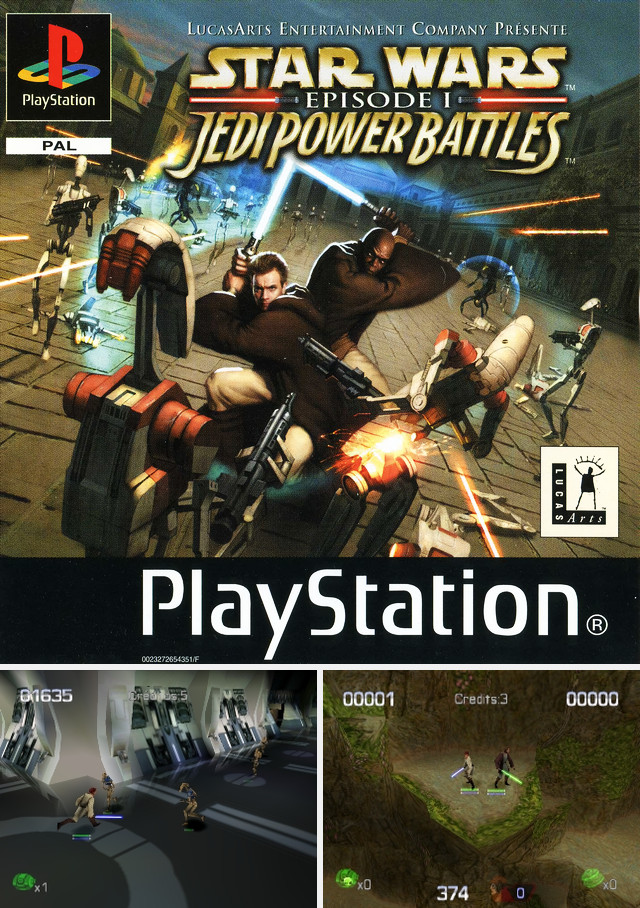 LucasArts Entertainment Company Présente
STAR WARS
TM
EPISODE I
JEDI POWER BATTLES
TM
PlayStation
PAL
LUCAS
Arts
PlayStation®
0023272654351/F
01635
Credits:5
x1
00001
Credits:3
00000
x0
374
0
x0